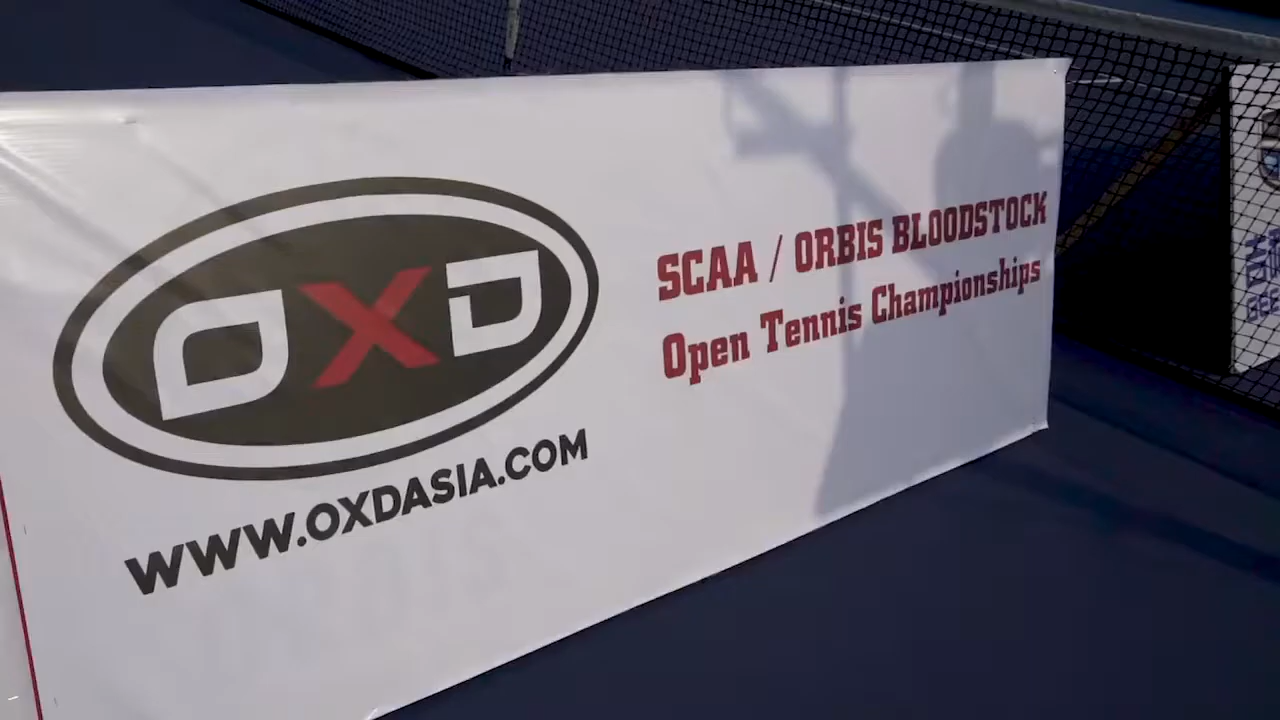 OXD
WWW.OXDASIA.COM
SCAA / ORBIS BLOODSTOCK
Open Tennis Championships